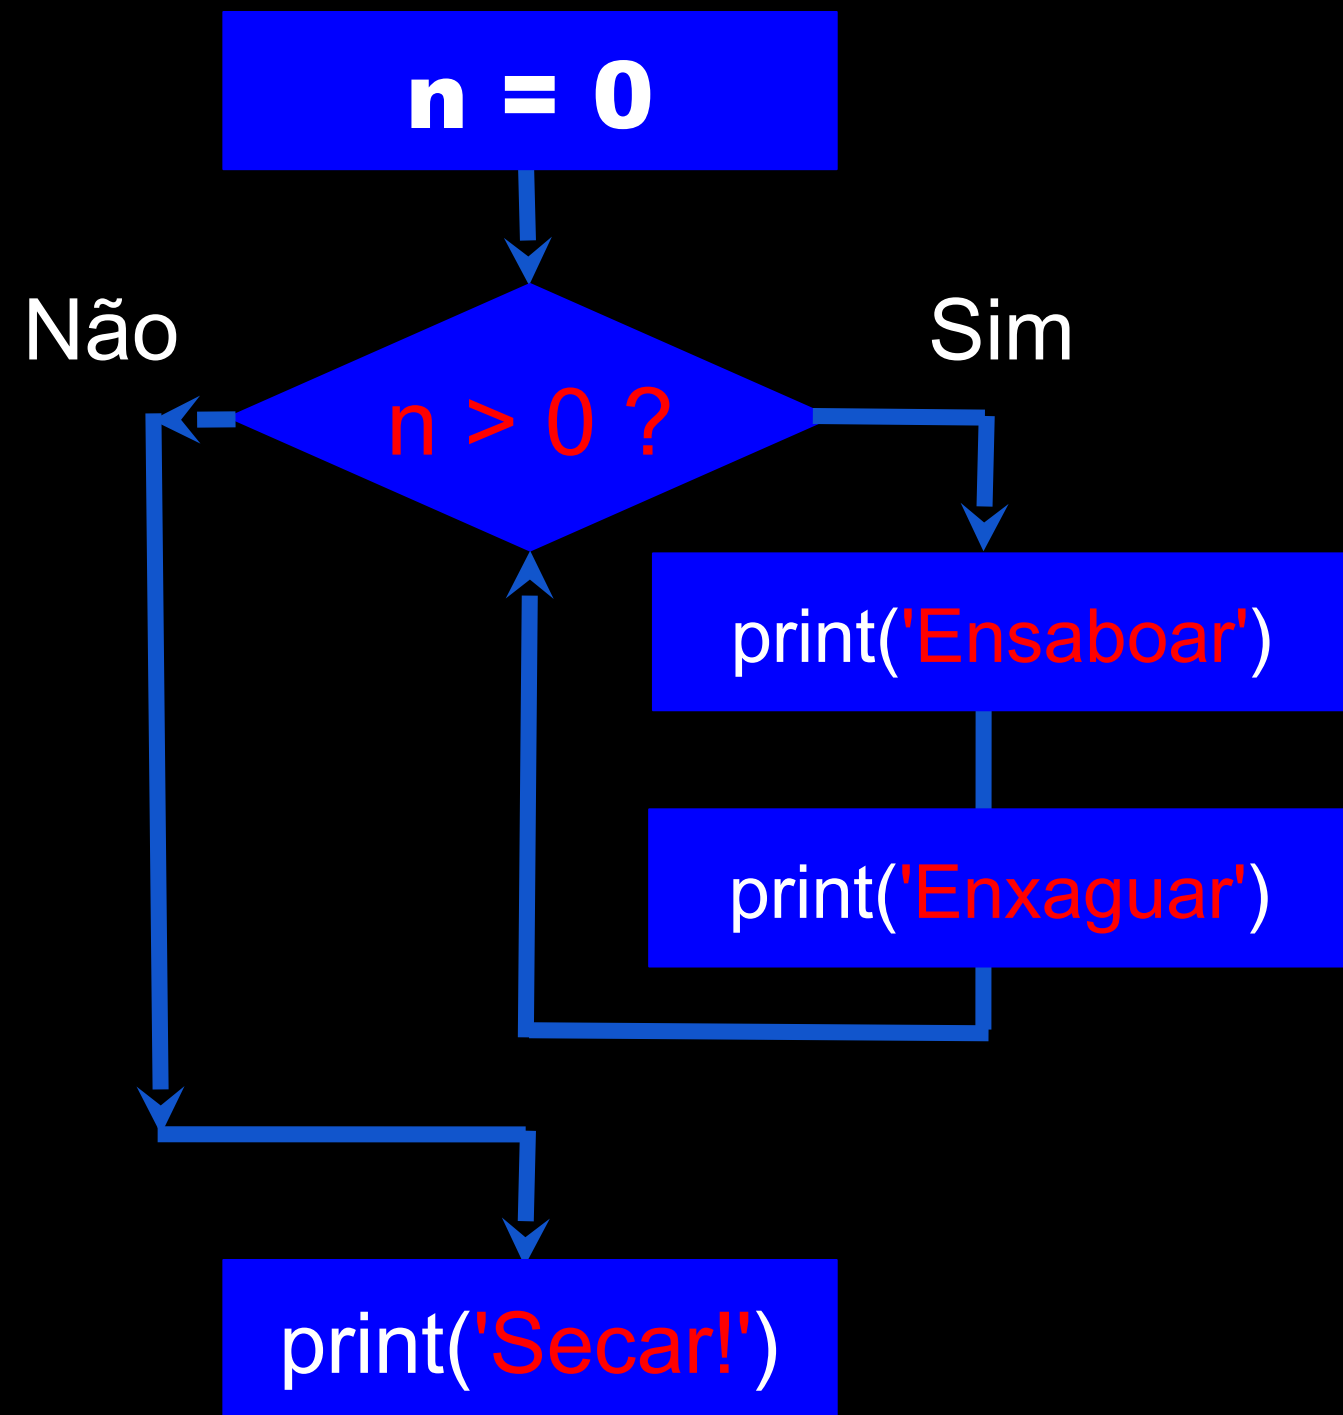 n = 0
Não
Sim
n > 0 ?
print('Ensaboar')
print('Enxaguar')
print('Secar!')